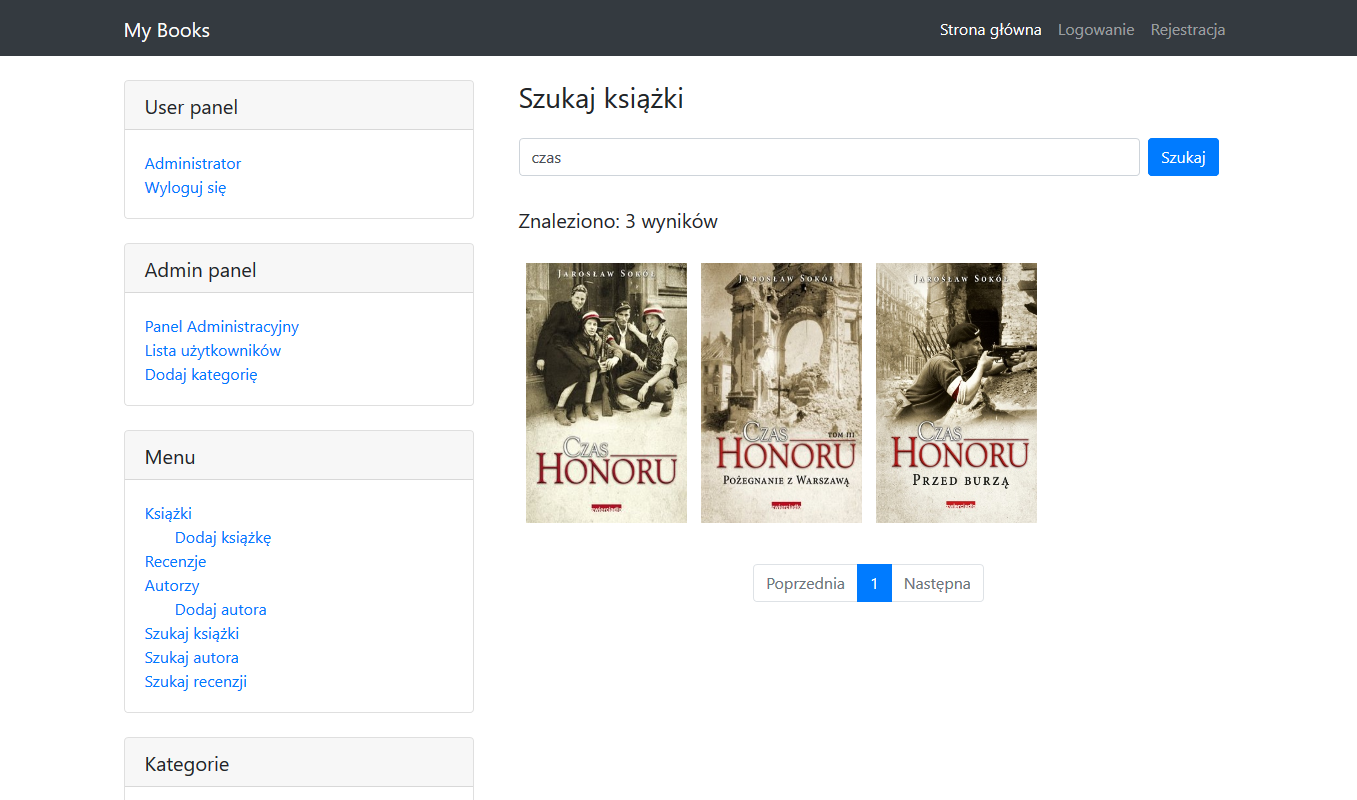 My Books
Strona główna
Logowanie
Rejestracja
User panel
Administrator
Wyloguj się
Admin panel
Panel Administracyjny
Lista użytkowników
Dodaj kategorię
Menu
Książki
Dodaj książkę
Recenzje
Autorzy
Dodaj autora
Szukaj książki
Szukaj autora
Szukaj recenzji
Kategorie
Szukaj książki
czas
Szukaj
Znaleziono: 3 wyników
Jarosław Sokół
Czas
Honoru
Jarosław Sokół
Czas
Tom III
Honoru
Pożegnanie z Warszawą
Jarosław Sokół
Czas
Honoru
Przed burzą
Poprzednia
1
Następna